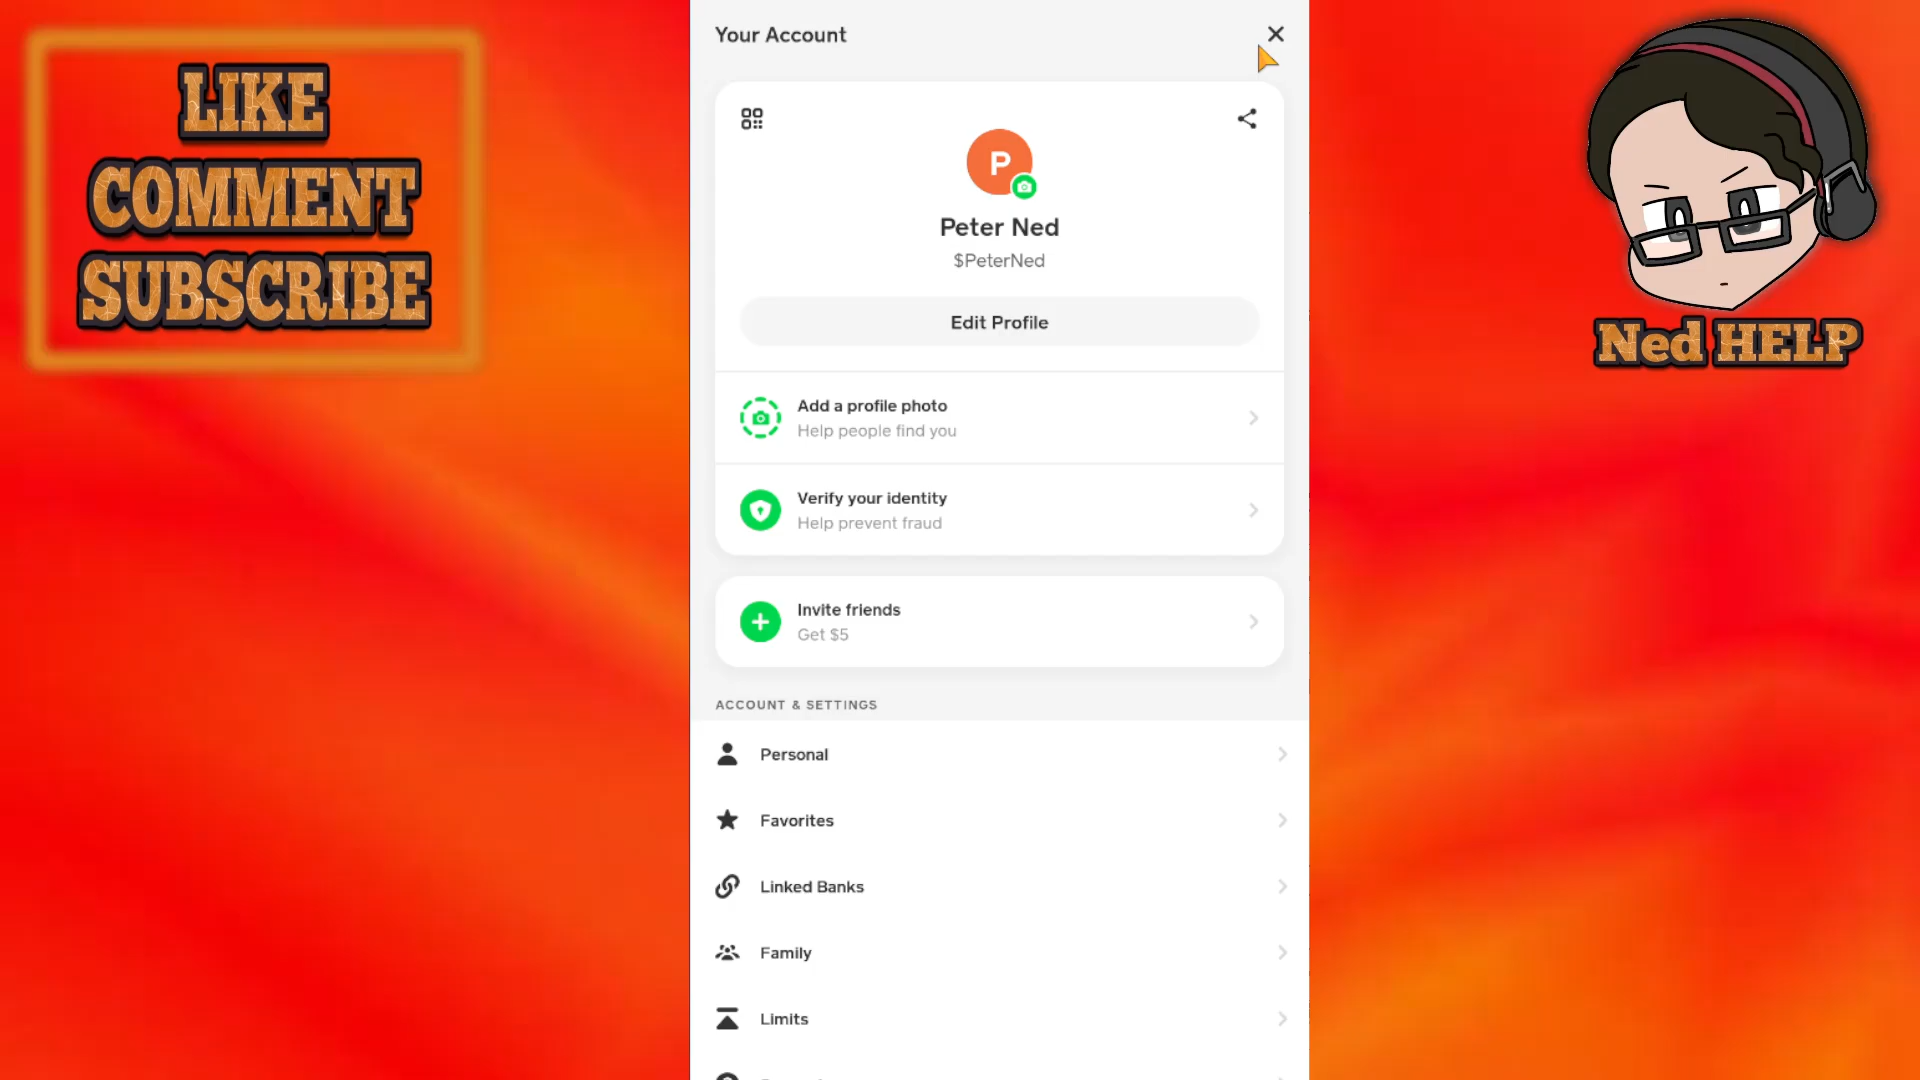 LIKE
COMMENT
SUBSCRIBE
Your Account
P
Peter Ned
$PeterNed
Edit Profile
Add a profile photo
Help people find you
Verify your identity
Help prevent fraud
Invite friends
Get $5
ACCOUNT & SETTINGS
Personal
Favorites
Linked Banks
Family
Limits
Ned HELP